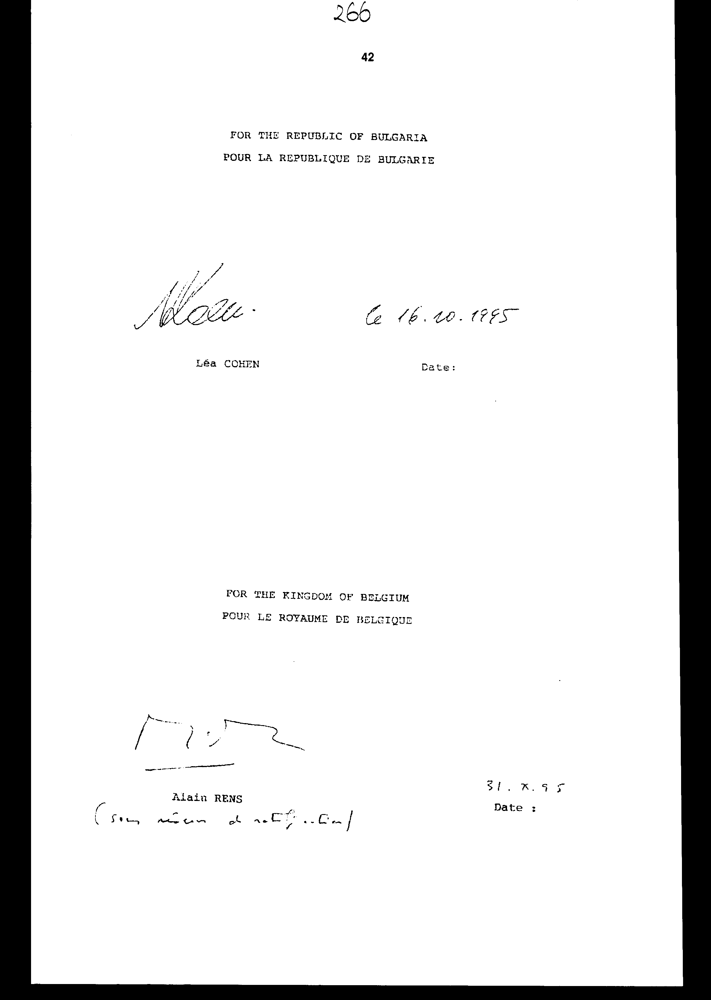 266
42
FOR THE REPUBLIC OF BULGARIA
POUR LA REPUBLIQUE DE BULGARIE
le 16.10.1995
Léa COHEN
Date:
FOR THE KINGDOM OF BELGIUM
POUR LE ROYAUME DE BELGIQUE
31. X. 95
Alain RENS
Date :
(sous réserve de ratification)